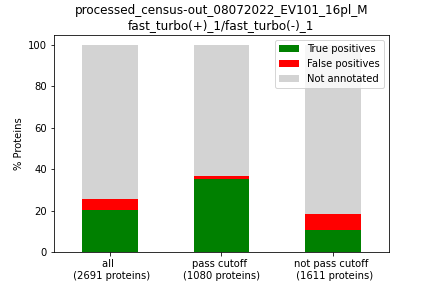 processed_census-out_08072022_EV101_16pl_M
fast_turbo(+)_1/fast_turbo(-)_1
True positives
False positives
Not annotated
% Proteins
100
80
60
40
20
0
all
(2691 proteins)
pass cutoff
(1080 proteins)
not pass cutoff
(1611 proteins)